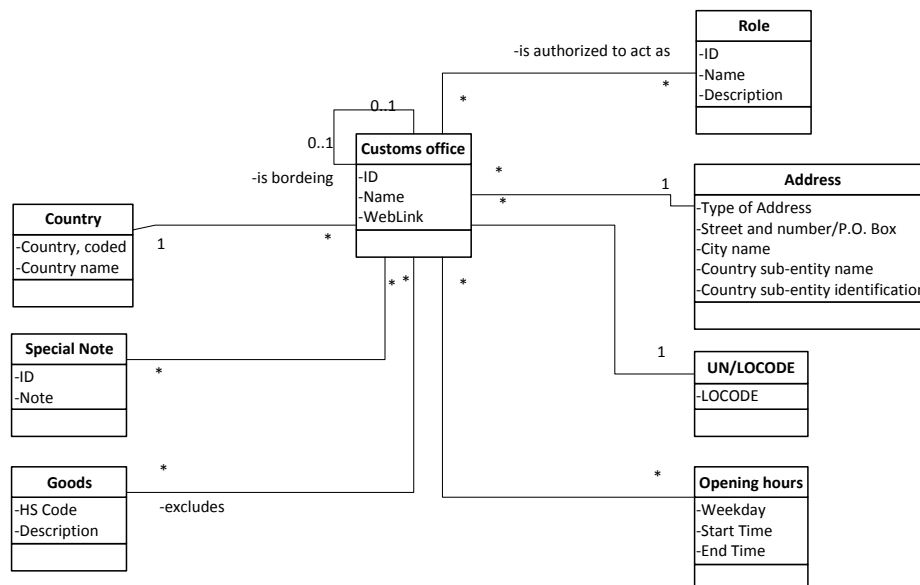 Role
-ID
-Name
-Description
-is authorized to act as
*
*
0..1
0..1
-is bordeing
Customs office
-ID
-Name
-WebLink
*
1
*
Address
-Type of Address
-Street and number/P.O. Box
-City name
-Country sub-entity name
-Country sub-entity identification
Country
-Country, coded
-Country name
1
*
*
*
*
Special Note
-ID
-Note
*
1
UN/LOCODE
-LOCODE
Goods
-HS Code
-Description
*
-excludes
*
Opening hours
-Weekday
-Start Time
-End Time